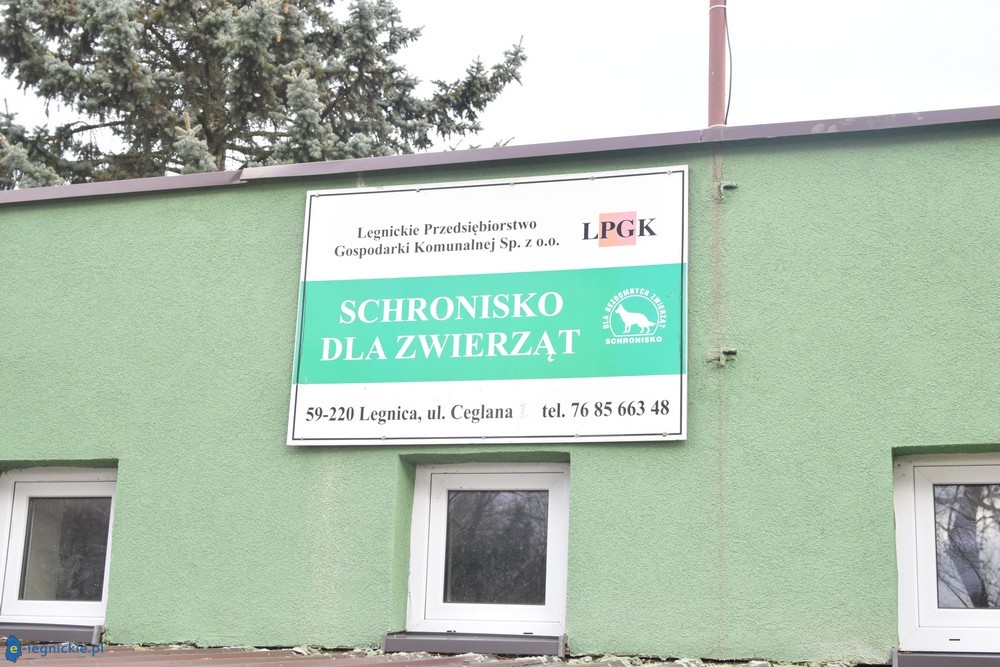 Legnickie Przedsiębiorstwo
Gospodarki Komunalnej Sp. z o.o.
LPGK
SCHRONISKO
DLA ZWIERZĄT
DLA BEZDOMNYCH ZWIERZĄT
SCHRONISKO
59-220 Legnica, ul. Ceglana tel. 76 85 663 48
e-legnickie.pl